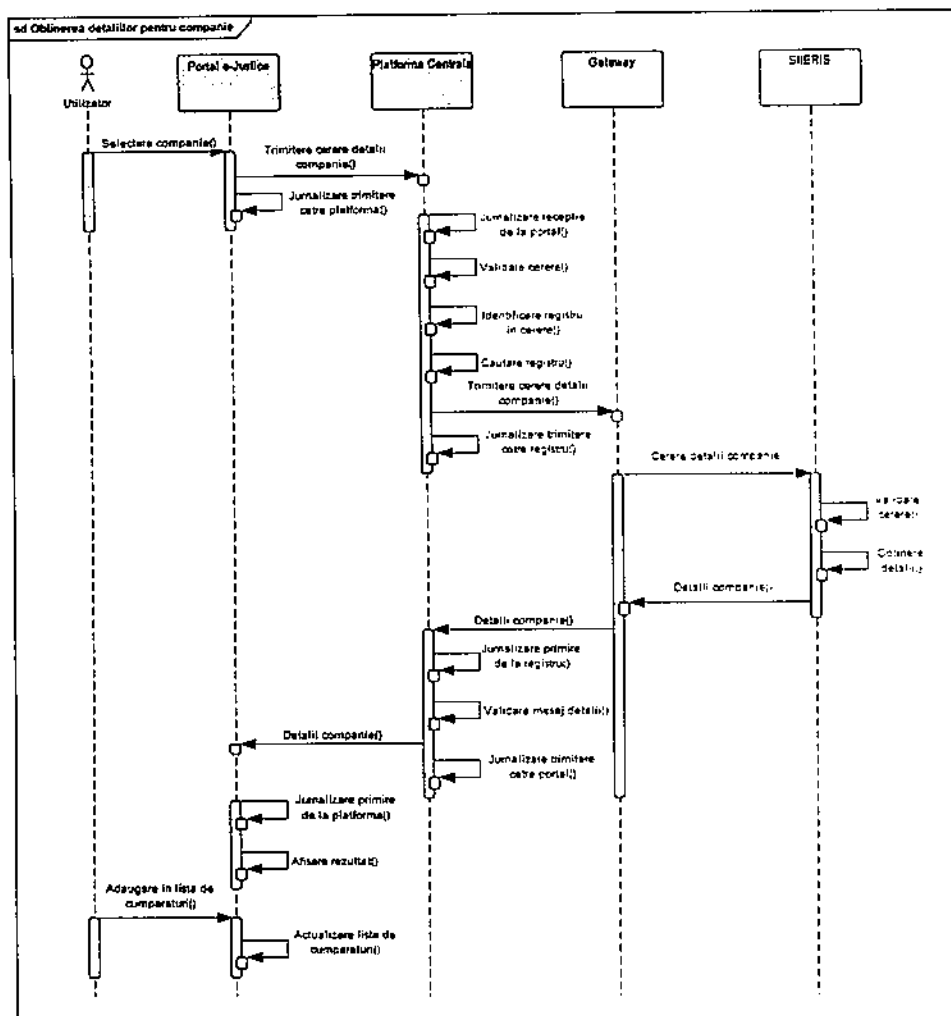 sd Obtinerea detaliilor pentru companie
Utilizator
Portal e-Justice
Platforma Centrala
Gateway
SIIERIS
Selectare companie()
Trimitere cerere detalii
companie()
Jurnalizare trimitere
catre platforma()
Jurnalizare receptie
de la portal()
Validare cerere()
Identificare registru
in cerere()
Cautare registru()
Trimitere cerere detalii
companie()
Jurnalizare trimitere
catre registru()
Cerere detalii companie
Validare
cerere()
Obtinere
detalii()
Detalii companie()
Detalii companie()
Jurnalizare primire
de la registru()
Validare mesaj detalii()
Detalii companie()
Jurnalizare trimitere
catre portal()
Jurnalizare primire
de la platforma()
Afisare rezultat()
Adaugare in lista de
cumparaturi()
Actualizare lista de
cumparaturi()